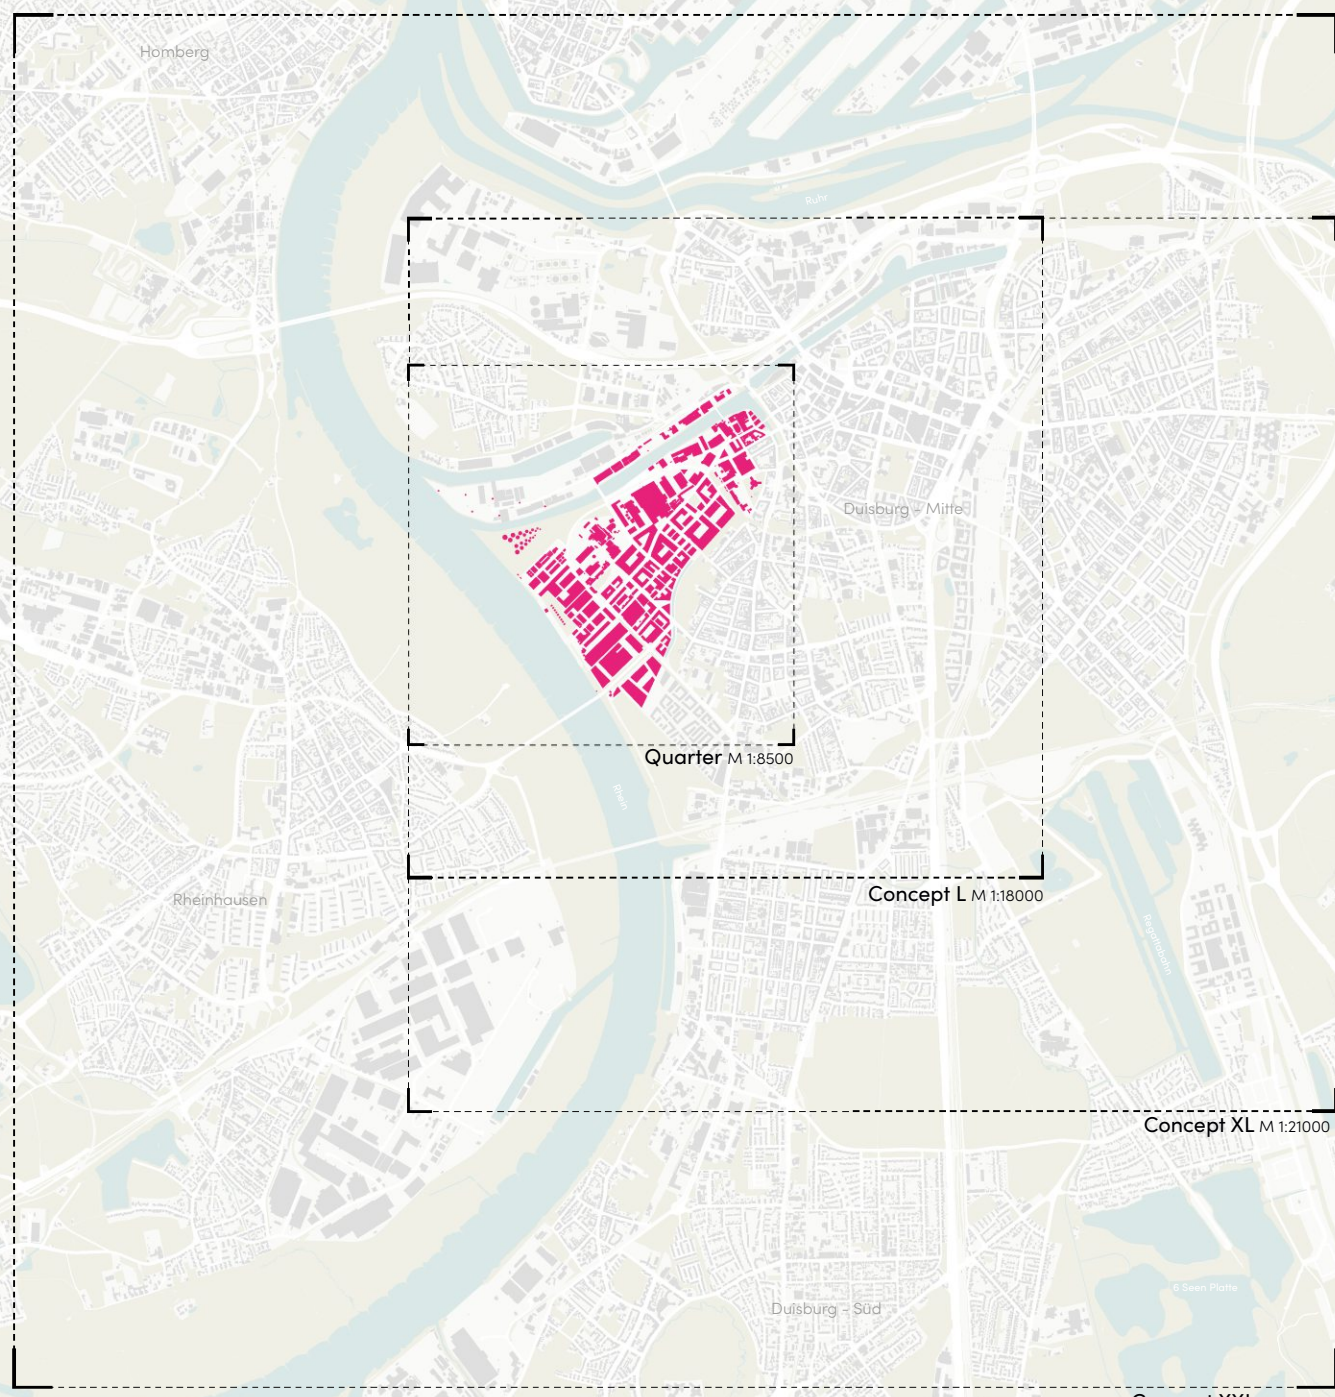 Homberg
Ruhr
Duisburg - Mitte
Quarter M 1:8500
Rhein
Concept L M 1:18000
Rheinhausen
Regattabahn
Concept XL M 1:21000
6 Seen Platte
Duisburg - Süd